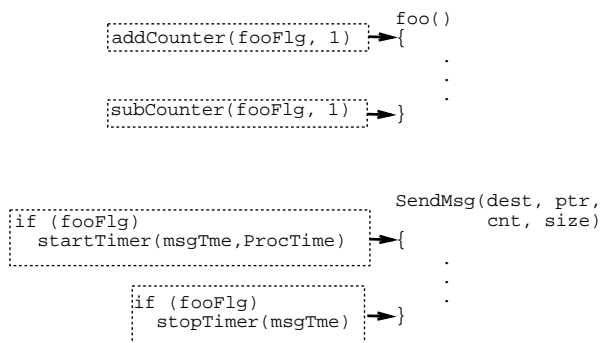 foo()
addCounter(fooFlg, 1) {
.
.
.
subCounter(fooFlg, 1) }
SendMsg(dest, ptr,
cnt, size)
if (fooFlg)
startTimer(msgTme,ProcTime) {
.
.
.
if (fooFlg)
stopTimer(msgTme) }